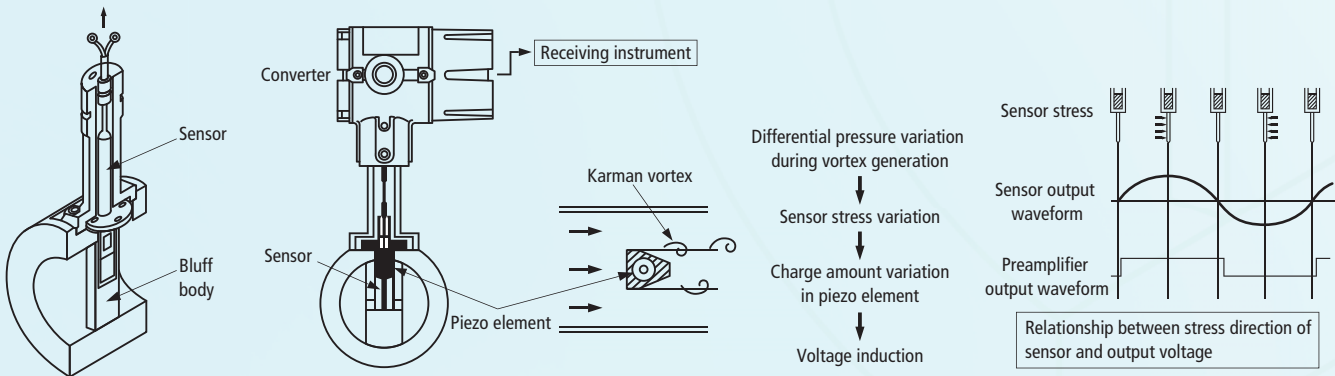 Sensor
Bluff
body
Converter
Receiving instrument
Sensor
Piezo element
Karman vortex
Differential pressure variation
during vortex generation
Sensor stress variation
Charge amount variation
in piezo element
Voltage induction
Sensor stress
Sensor output
waveform
Preamplifier
output waveform
Relationship between stress direction of
sensor and output voltage